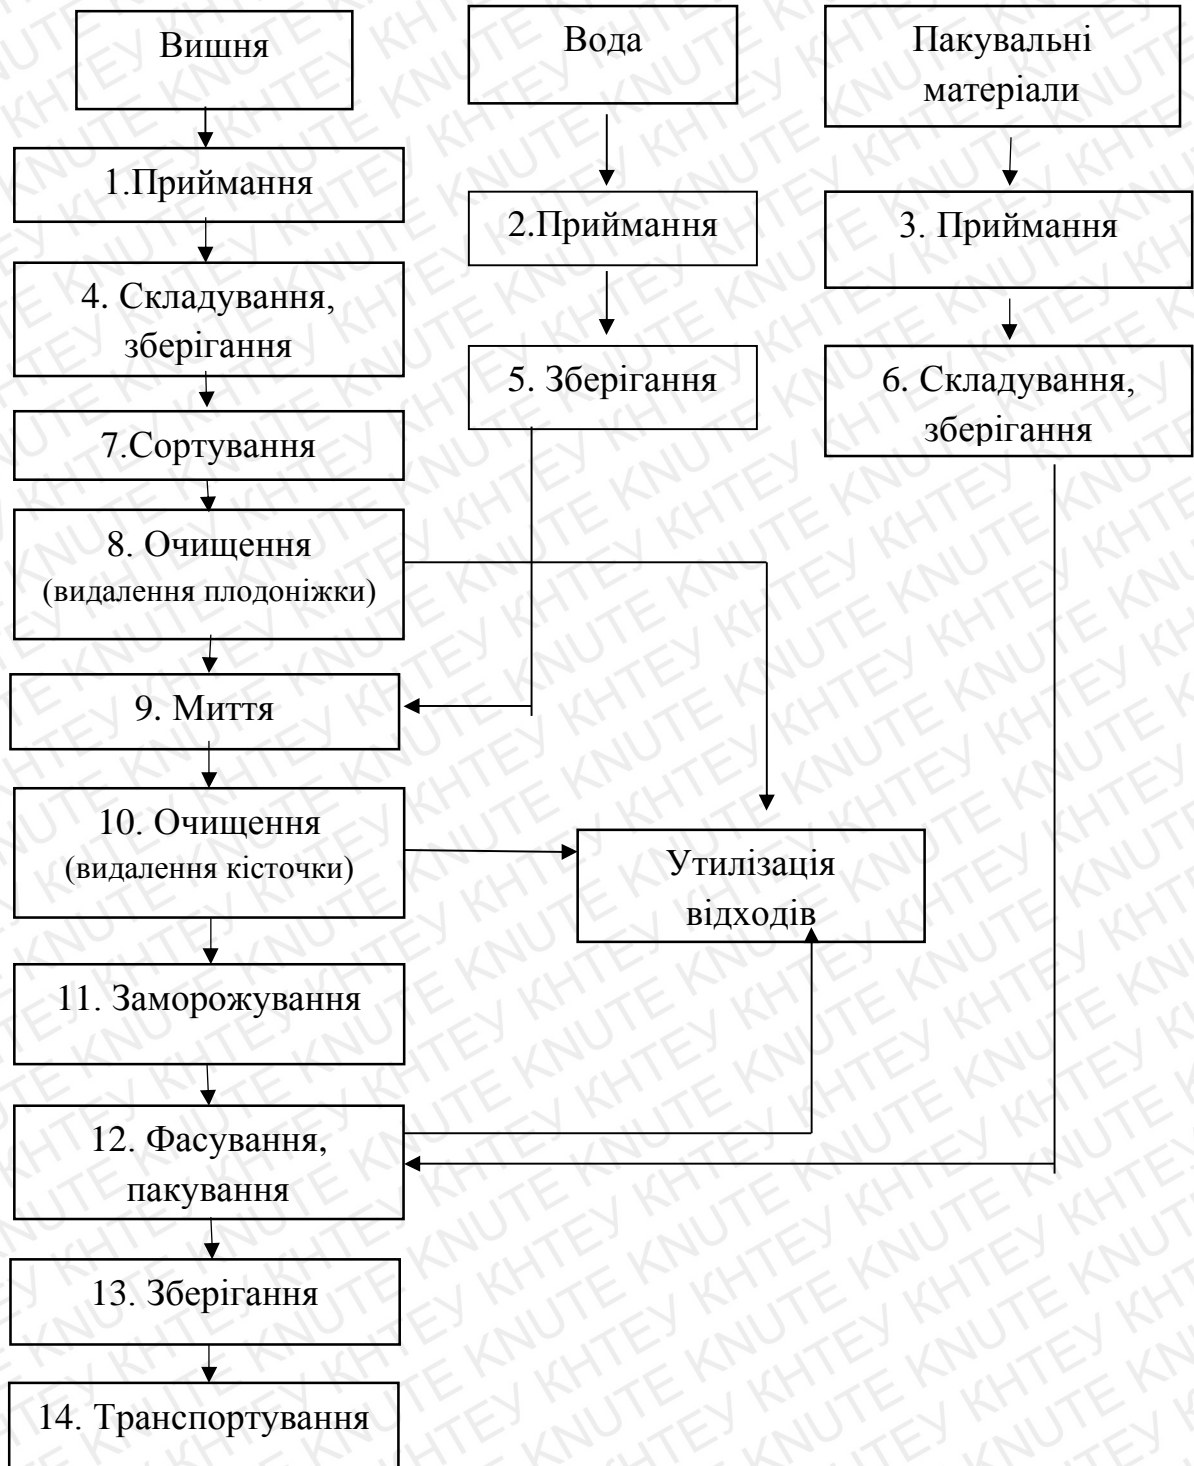 Вишня
Вода
Пакувальні
матеріали
1.Приймання
2.Приймання
3. Приймання
4. Складування,
зберігання
5. Зберігання
6. Складування,
зберігання
7.Сортування
8. Очищення
(видалення плодоніжки)
9. Миття
10. Очищення
(видалення кісточки)
Утилізація
відходів
11. Заморожування
12. Фасування,
пакування
13. Зберігання
14. Транспортування